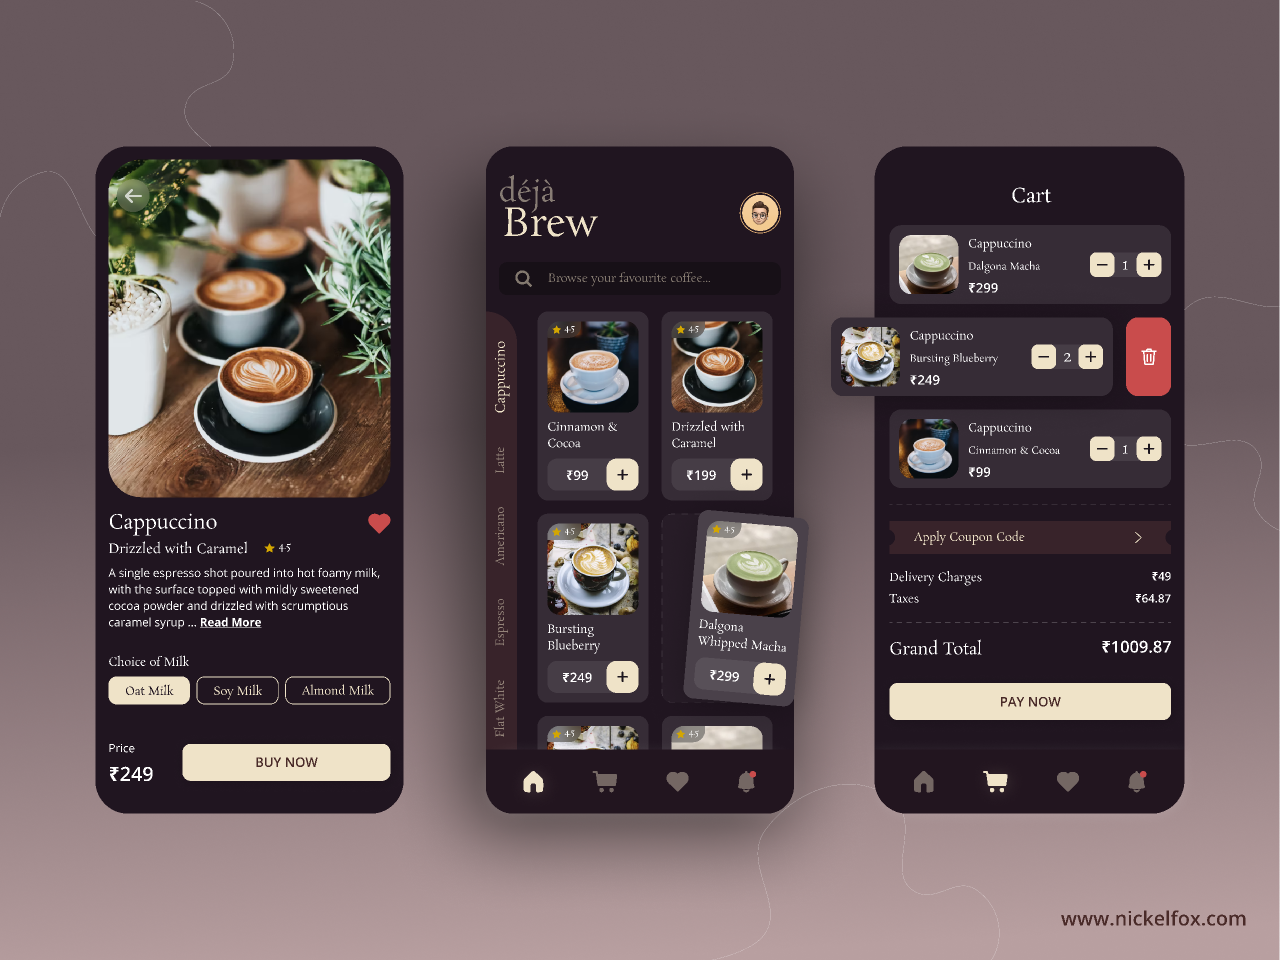 Cappuccino
Drizzled with Caramel ★ 4.5
A single espresso shot poured into hot foamy milk,
with the surface topped with mildly sweetened
cocoa powder and drizzled with scrumptious
caramel syrup ... Read More
Choice of Milk
Oat Milk Soy Milk Almond Milk
Price
₹249
BUY NOW
déjà
Brew
Browse your favourite coffee...
Cappuccino
Latte
Americano
Espresso
Flat White
4.5
Cinnamon &
Cocoa
₹99 +
4.5
Drizzled with
Caramel
₹199 +
4.5
Bursting
Blueberry
₹249 +
4.5
Dalgona
Whipped Macha
₹299 +
4.5
4.5
Cart
Cappuccino
Dalgona Macha
₹299
− 1 +
Cappuccino
Bursting Blueberry
₹249
− 2 +
Cappuccino
Cinnamon & Cocoa
₹99
− 1 +
Apply Coupon Code
Delivery Charges ₹49
Taxes ₹64.87
Grand Total ₹1009.87
PAY NOW
www.nickelfox.com